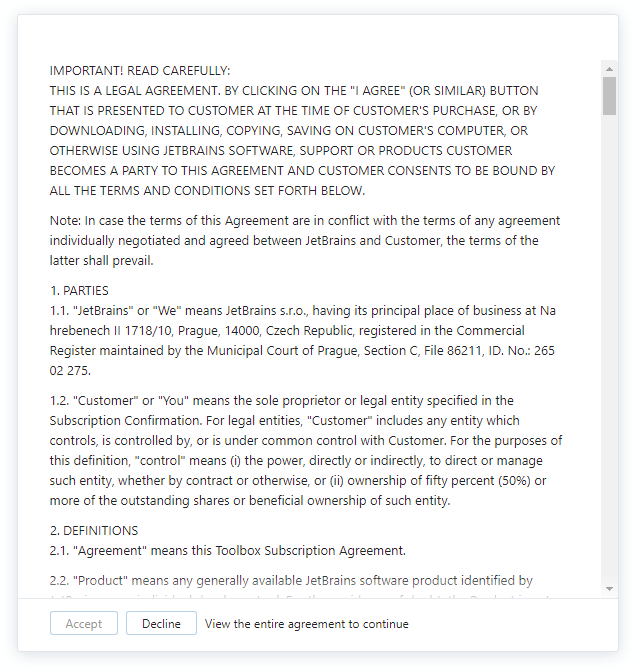 IMPORTANT! READ CAREFULLY:
THIS IS A LEGAL AGREEMENT. BY CLICKING ON THE "I AGREE" (OR SIMILAR) BUTTON
THAT IS PRESENTED TO CUSTOMER AT THE TIME OF CUSTOMER'S PURCHASE, OR BY
DOWNLOADING, INSTALLING, COPYING, SAVING ON CUSTOMER'S COMPUTER, OR
OTHERWISE USING JETBRAINS SOFTWARE, SUPPORT OR PRODUCTS CUSTOMER
BECOMES A PARTY TO THIS AGREEMENT AND CUSTOMER CONSENTS TO BE BOUND BY
ALL THE TERMS AND CONDITIONS SET FORTH BELOW.
Note: In case the terms of this Agreement are in conflict with the terms of any agreement
individually negotiated and agreed between JetBrains and Customer, the terms of the
latter shall prevail.
1. PARTIES
1.1. "JetBrains" or "We" means JetBrains s.r.o., having its principal place of business at Na
hrebenech II 1718/10, Prague, 14000, Czech Republic, registered in the Commercial
Register maintained by the Municipal Court of Prague, Section C, File 86211, ID. No.: 265
02 275.
1.2. "Customer" or "You" means the sole proprietor or legal entity specified in the
Subscription Confirmation. For legal entities, "Customer" includes any entity which
controls, is controlled by, or is under common control with Customer. For the purposes of
this definition, "control" means (i) the power, directly or indirectly, to direct or manage
such entity, whether by contract or otherwise, or (ii) ownership of fifty percent (50%) or
more of the outstanding shares or beneficial ownership of such entity.
2. DEFINITIONS
2.1. "Agreement" means this Toolbox Subscription Agreement.
2.2. "Product" means any generally available JetBrains software product identified by
Accept Decline View the entire agreement to continue